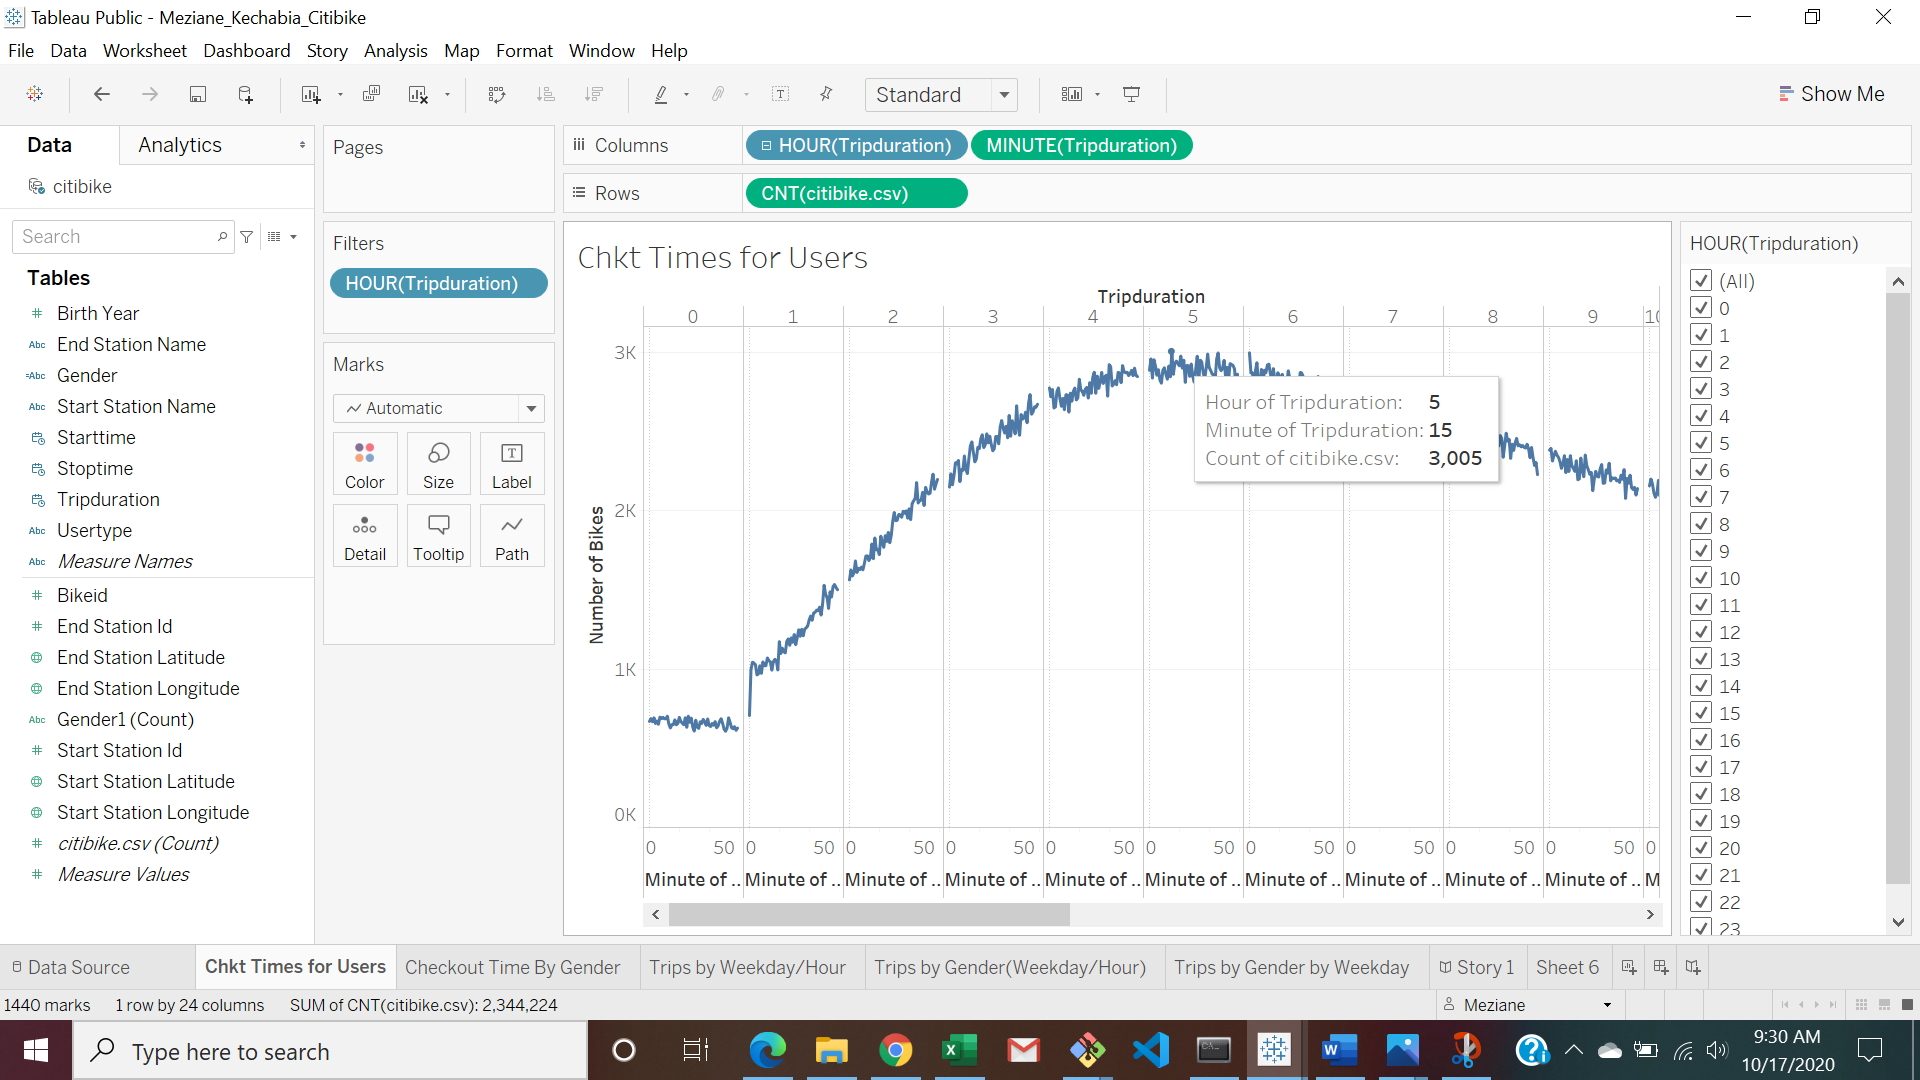 Tableau Public - Meziane_Kechabia_Citibike
File Data Worksheet Dashboard Story Analysis Map Format Window Help
Standard
Show Me
Data Analytics
citibike
Search
Tables
# Birth Year
Abc End Station Name
=Abc Gender
Abc Start Station Name
Starttime
Stoptime
Tripduration
Abc Usertype
Abc Measure Names
# Bikeid
# End Station Id
End Station Latitude
End Station Longitude
Abc Gender1 (Count)
# Start Station Id
Start Station Latitude
Start Station Longitude
# citibike.csv (Count)
# Measure Values
Pages
Filters
HOUR(Tripduration)
Marks
Automatic
Color Size Label
Detail Tooltip Path
Columns HOUR(Tripduration) MINUTE(Tripduration)
Rows CNT(citibike.csv)
Chkt Times for Users
Tripduration
0 1 2 3 4 5 6 7 8 9 10
3K
2K
1K
0K
Number of Bikes
Hour of Tripduration: 5
Minute of Tripduration: 15
Count of citibike.csv: 3,005
0 50 0 50 0 50 0 50 0 50 0 50 0 50 0 50 0 50 0 50 0
Minute of .. Minute of .. Minute of .. Minute of .. Minute of .. Minute of .. Minute of .. Minute of .. Minute of .. Minute of .. M
HOUR(Tripduration)
(All)
0
1
2
3
4
5
6
7
8
9
10
11
12
13
14
15
16
17
18
19
20
21
22
23
Data Source Chkt Times for Users Checkout Time By Gender Trips by Weekday/Hour Trips by Gender(Weekday/Hour) Trips by Gender by Weekday Story 1 Sheet 6
1440 marks 1 row by 24 columns SUM of CNT(citibike.csv): 2,344,224
Meziane
Type here to search
9:30 AM
10/17/2020